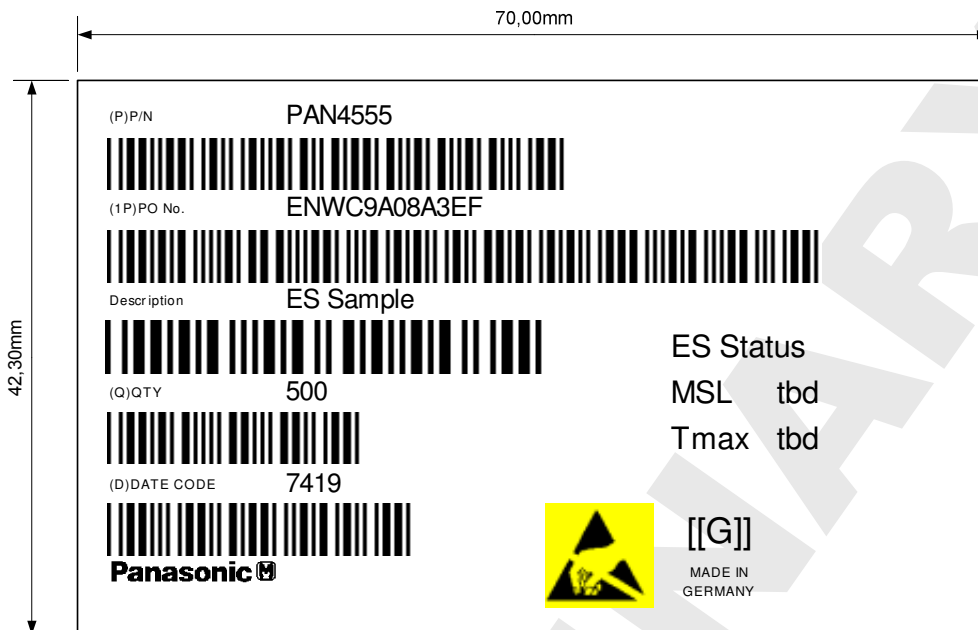 70,00mm
42,30mm
(P)P/N PAN4555
(1P)PO No. ENWC9A08A3EF
Description ES Sample
(Q)QTY 500
(D)DATE CODE 7419
Panasonic M
ES Status
MSL tbd
Tmax tbd
[[G]]
MADE IN
GERMANY